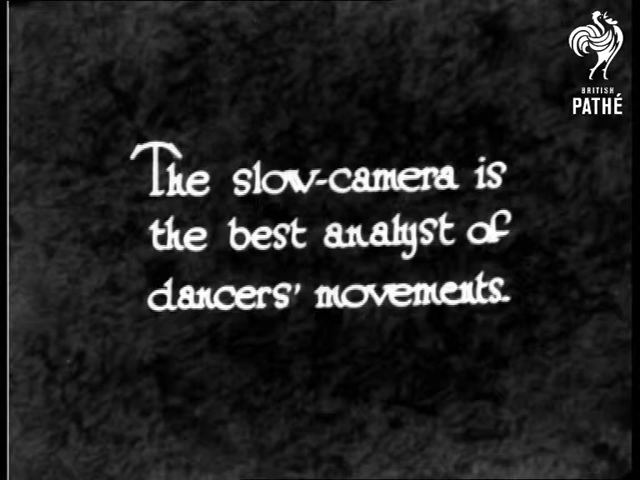 BRITISH
PATHÉ
The slow-camera is
the best analyst of
dancers' movements.